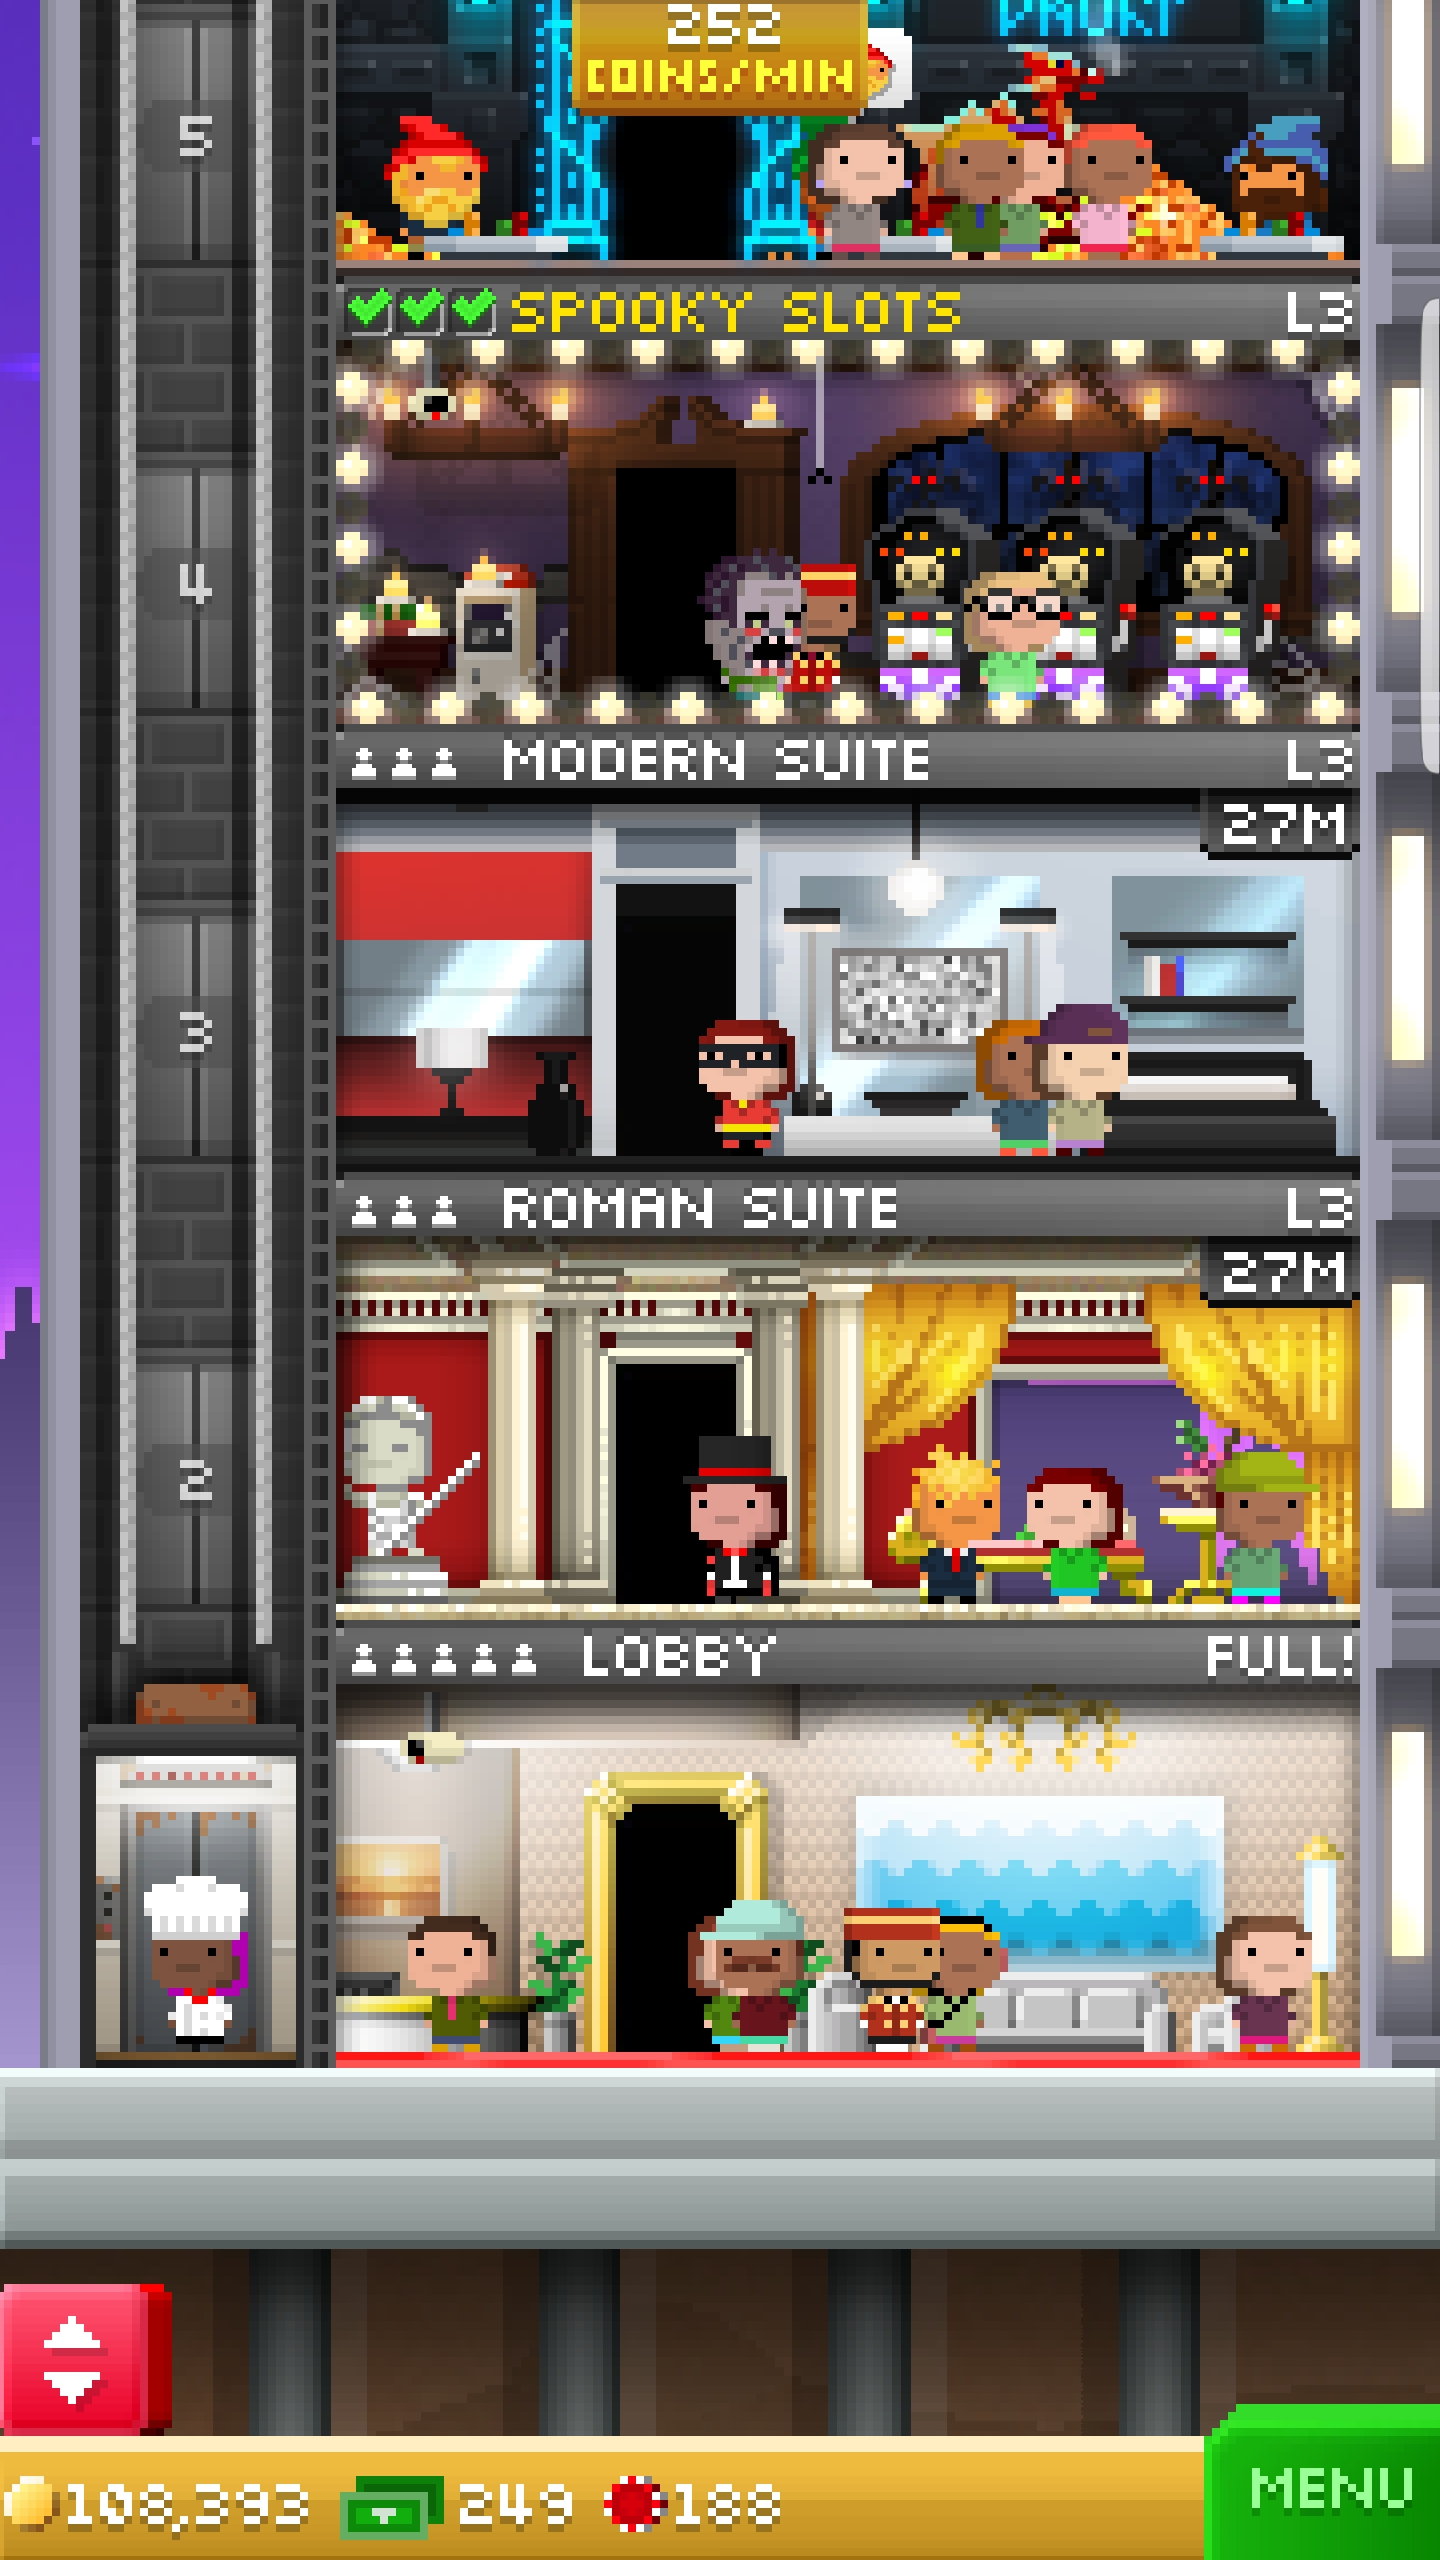 252
COINS/MIN
5
SPOOKY SLOTS L3
4
MODERN SUITE L3
27M
3
ROMAN SUITE L3
27M
2
LOBBY FULL!
108,393 249 188
MENU